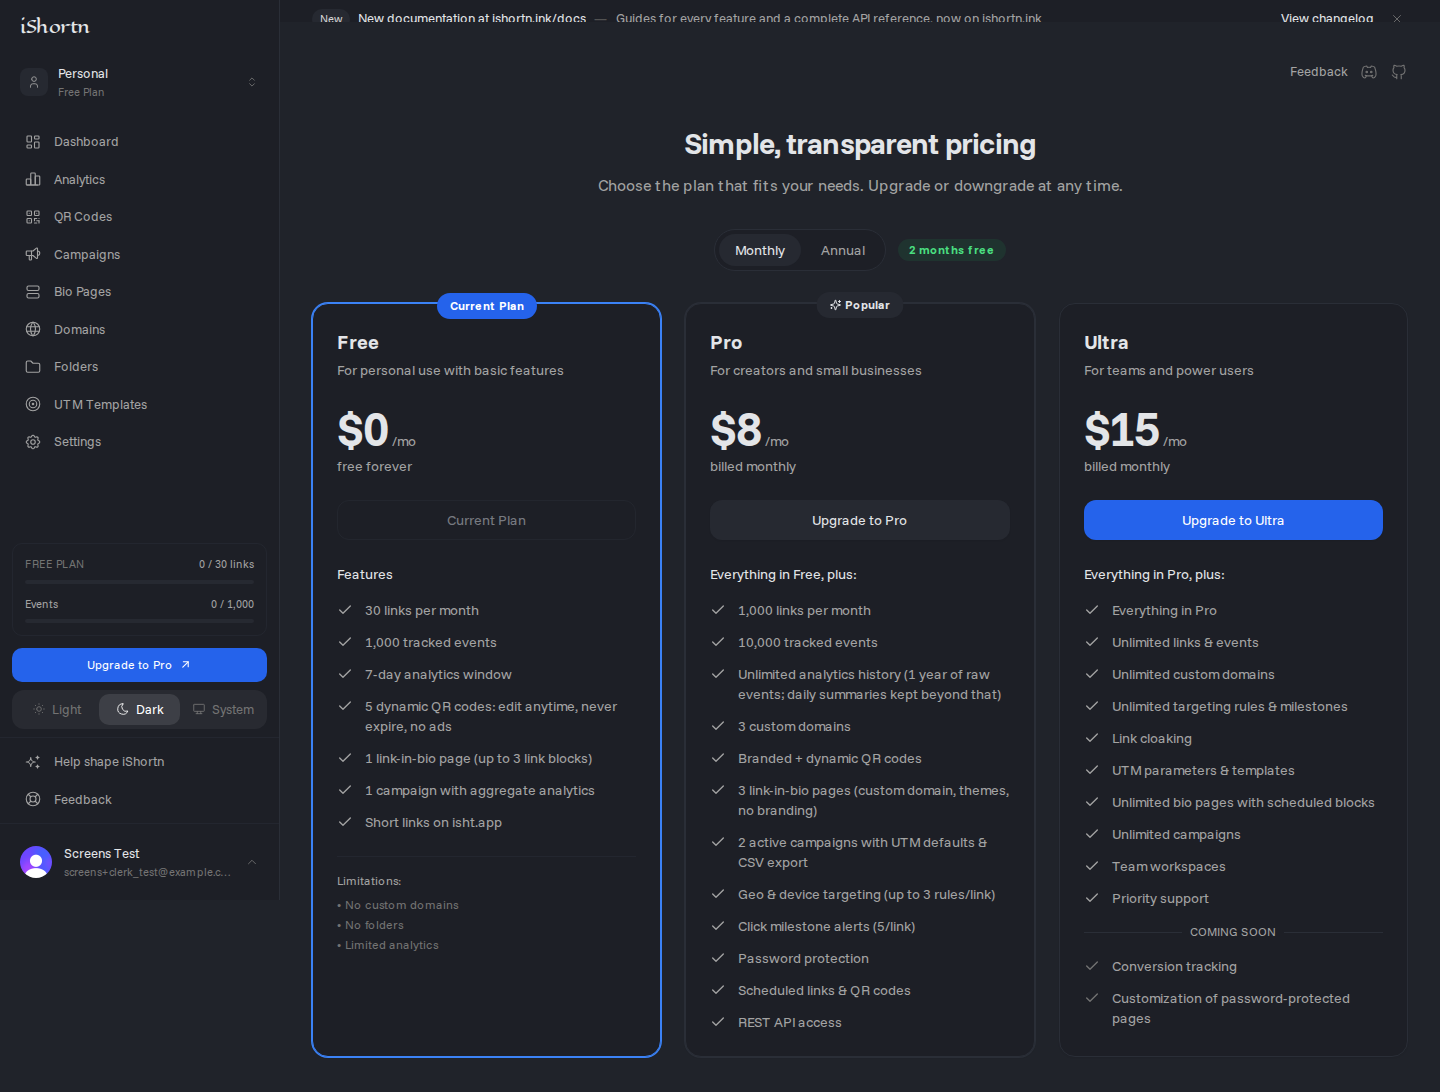 iShortn
Personal
Free Plan
Dashboard
Analytics
QR Codes
Campaigns
Bio Pages
Domains
Folders
UTM Templates
Settings
FREE PLAN 0 / 30 links
Events 0 / 1,000
Upgrade to Pro
Light Dark System
Help shape iShortn
Feedback
Screens Test
screens+clerk_test@example.c...
New New documentation at ishortn.ink/docs — Guides for every feature and a complete API reference, now on ishortn.ink View changelog
Feedback
Simple, transparent pricing
Choose the plan that fits your needs. Upgrade or downgrade at any time.
Monthly Annual 2 months free
Current Plan
Free
For personal use with basic features
$0 /mo
free forever
Current Plan
Features
30 links per month
1,000 tracked events
7-day analytics window
5 dynamic QR codes: edit anytime, never
expire, no ads
1 link-in-bio page (up to 3 link blocks)
1 campaign with aggregate analytics
Short links on isht.app
Limitations:
• No custom domains
• No folders
• Limited analytics
Popular
Pro
For creators and small businesses
$8 /mo
billed monthly
Upgrade to Pro
Everything in Free, plus:
1,000 links per month
10,000 tracked events
Unlimited analytics history (1 year of raw
events; daily summaries kept beyond that)
3 custom domains
Branded + dynamic QR codes
3 link-in-bio pages (custom domain, themes,
no branding)
2 active campaigns with UTM defaults &
CSV export
Geo & device targeting (up to 3 rules/link)
Click milestone alerts (5/link)
Password protection
Scheduled links & QR codes
REST API access
Ultra
For teams and power users
$15 /mo
billed monthly
Upgrade to Ultra
Everything in Pro, plus:
Everything in Pro
Unlimited links & events
Unlimited custom domains
Unlimited targeting rules & milestones
Link cloaking
UTM parameters & templates
Unlimited bio pages with scheduled blocks
Unlimited campaigns
Team workspaces
Priority support
COMING SOON
Conversion tracking
Customization of password-protected
pages